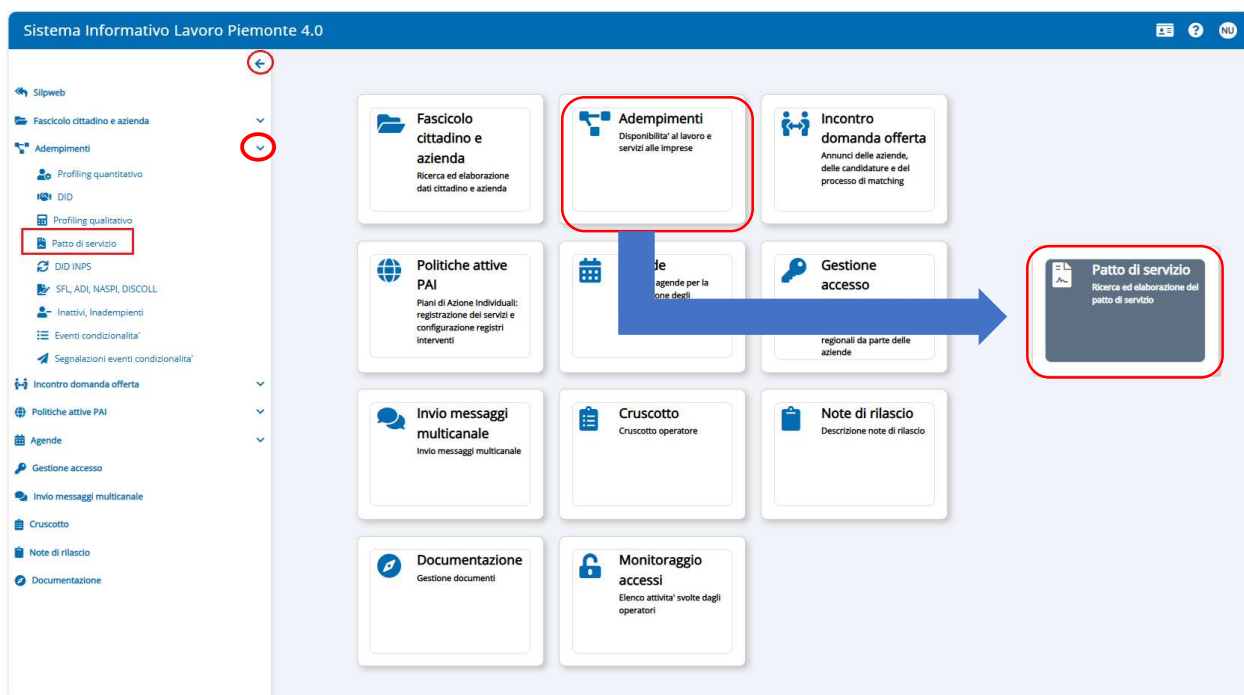 Sistema Informativo Lavoro Piemonte 4.0
NU
Silpweb
Fascicolo cittadino e azienda
Adempimenti
Profiling quantitativo
DID
Profiling qualitativo
Patto di servizio
DID INPS
SFL, ADI, NASPI, DISCOLL
Inattivi, Inadempienti
Eventi condizionalita'
Segnalazioni eventi condizionalita'
Incontro domanda offerta
Politiche attive PAI
Agende
Gestione accesso
Invio messaggi multicanale
Cruscotto
Note di rilascio
Documentazione
Fascicolo
cittadino e
azienda
Ricerca ed elaborazione
dati cittadino e azienda
Adempimenti
Disponibilita' al lavoro e
servizi alle imprese
Incontro
domanda offerta
Annunci delle aziende,
delle candidature e del
processo di matching
Politiche attive
PAI
Piani di Azione Individuali:
registrazione dei servizi e
configurazione registri
interventi
de
agende per la
one degli
Gestione
accesso
regionali da parte delle
aziende
Patto di servizio
Ricerca ed elaborazione del
patto di servizio
Invio messaggi
multicanale
Invio messaggi multicanale
Cruscotto
Cruscotto operatore
Note di rilascio
Descrizione note di rilascio
Documentazione
Gestione documenti
Monitoraggio
accessi
Elenco attivita' svolte dagli
operatori